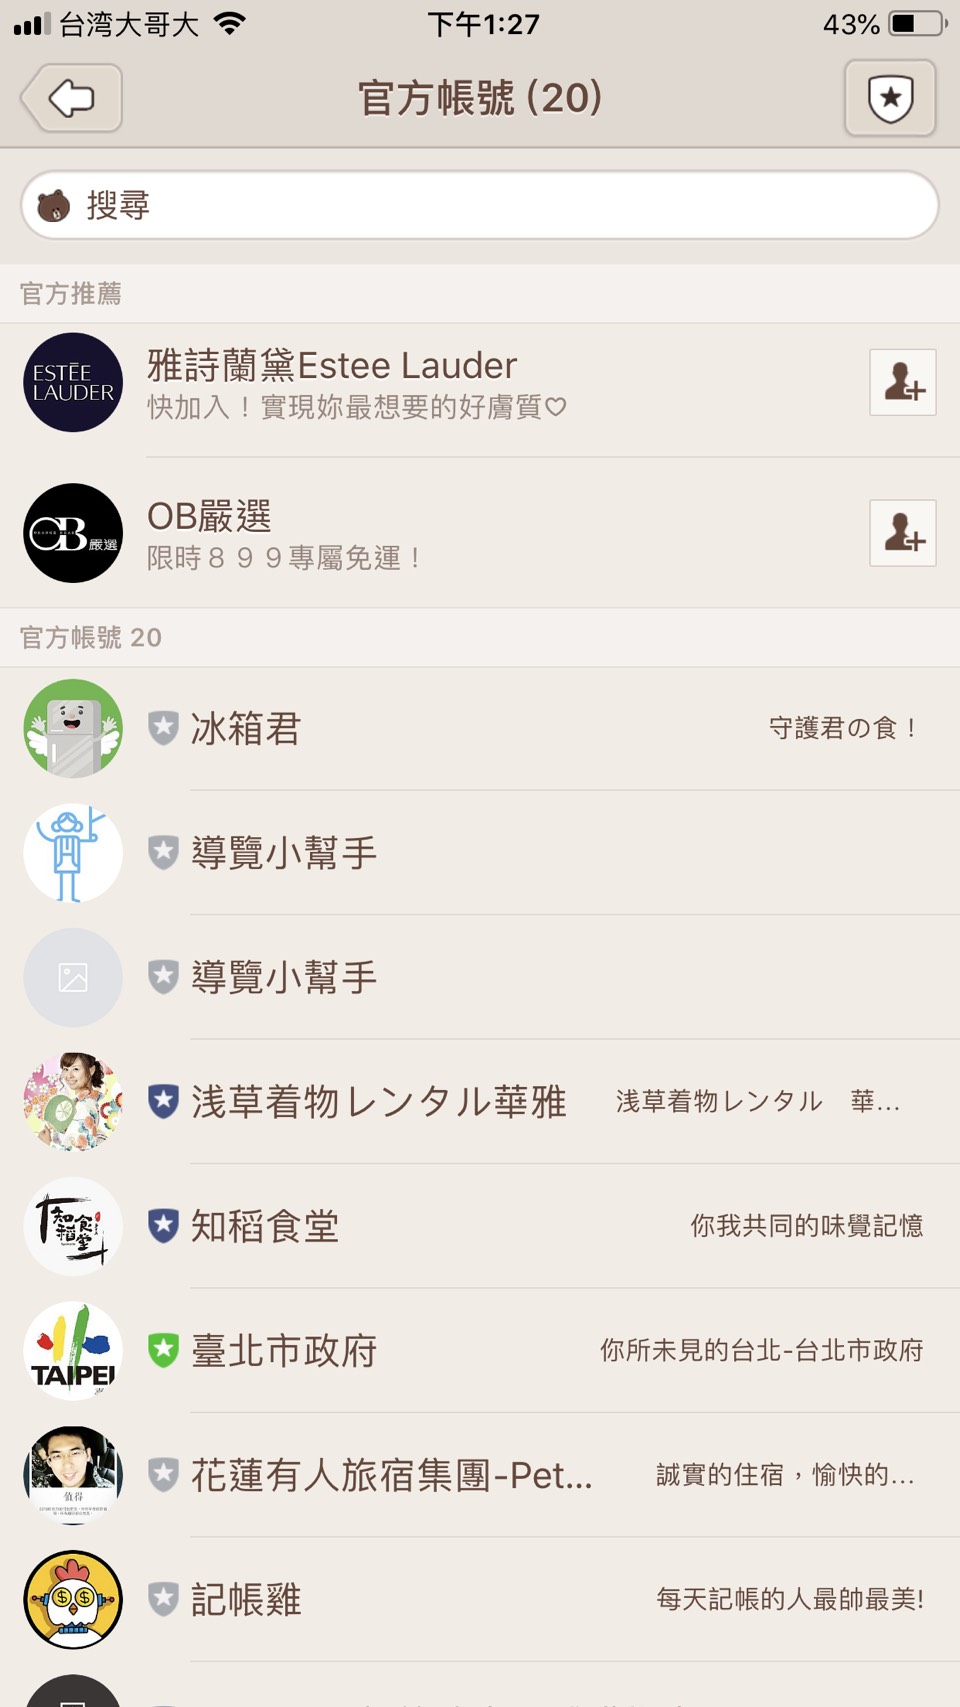 台湾大哥大
下午1:27
43%
官方帳號 (20)
搜尋
官方推薦
ESTĒE
LAUDER
雅詩蘭黛Estee Lauder
快加入！實現妳最想要的好膚質♡
OB嚴選
OB嚴選
限時８９９專屬免運！
官方帳號 20
冰箱君
守護君の食！
導覽小幫手
導覽小幫手
浅草着物レンタル華雅
浅草着物レンタル　華...
知稻食堂
知稻食堂
你我共同的味覺記憶
TAIPEI
臺北市政府
你所未見的台北-台北市政府
值得
花蓮有人旅宿集團-Pet...
誠實的住宿，愉快的...
$ $
記帳雞
每天記帳的人最帥最美!